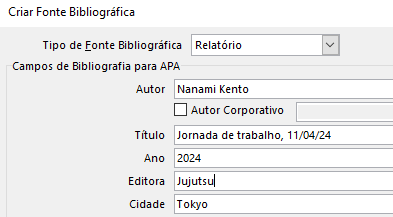 Criar Fonte Bibliográfica
Tipo de Fonte Bibliográfica Relatório
Campos de Bibliografia para APA
Autor Nanami Kento
Autor Corporativo
Título Jornada de trabalho, 11/04/24
Ano 2024
Editora Jujutsu
Cidade Tokyo